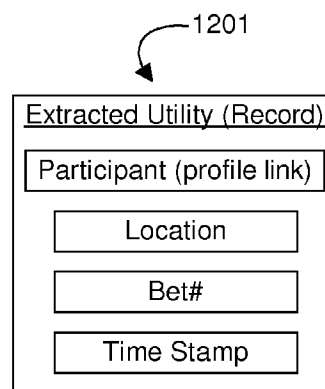 1201
Extracted Utility (Record)
Participant (profile link)
Location
Bet#
Time Stamp